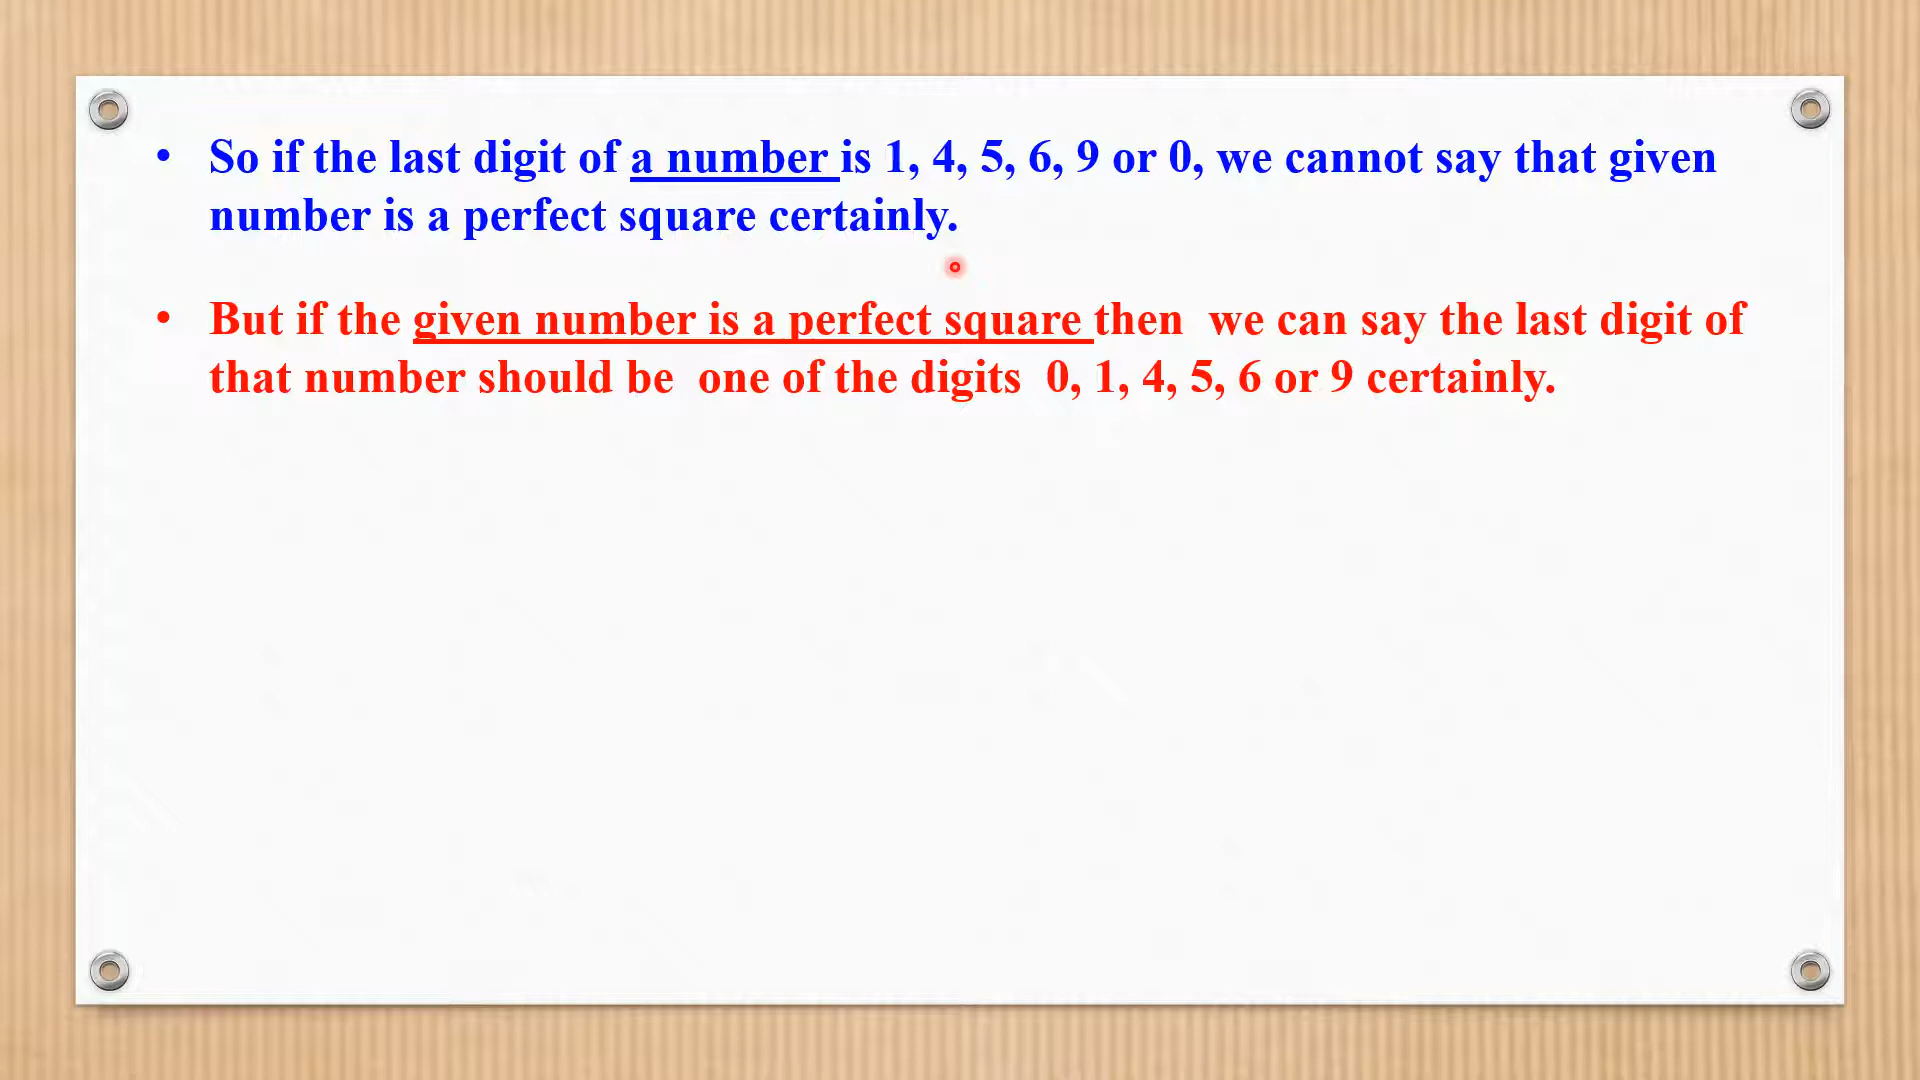 • So if the last digit of a number is 1, 4, 5, 6, 9 or 0, we cannot say that given
number is a perfect square certainly.
• But if the given number is a perfect square then  we can say the last digit of
that number should be  one of the digits  0, 1, 4, 5, 6 or 9 certainly.